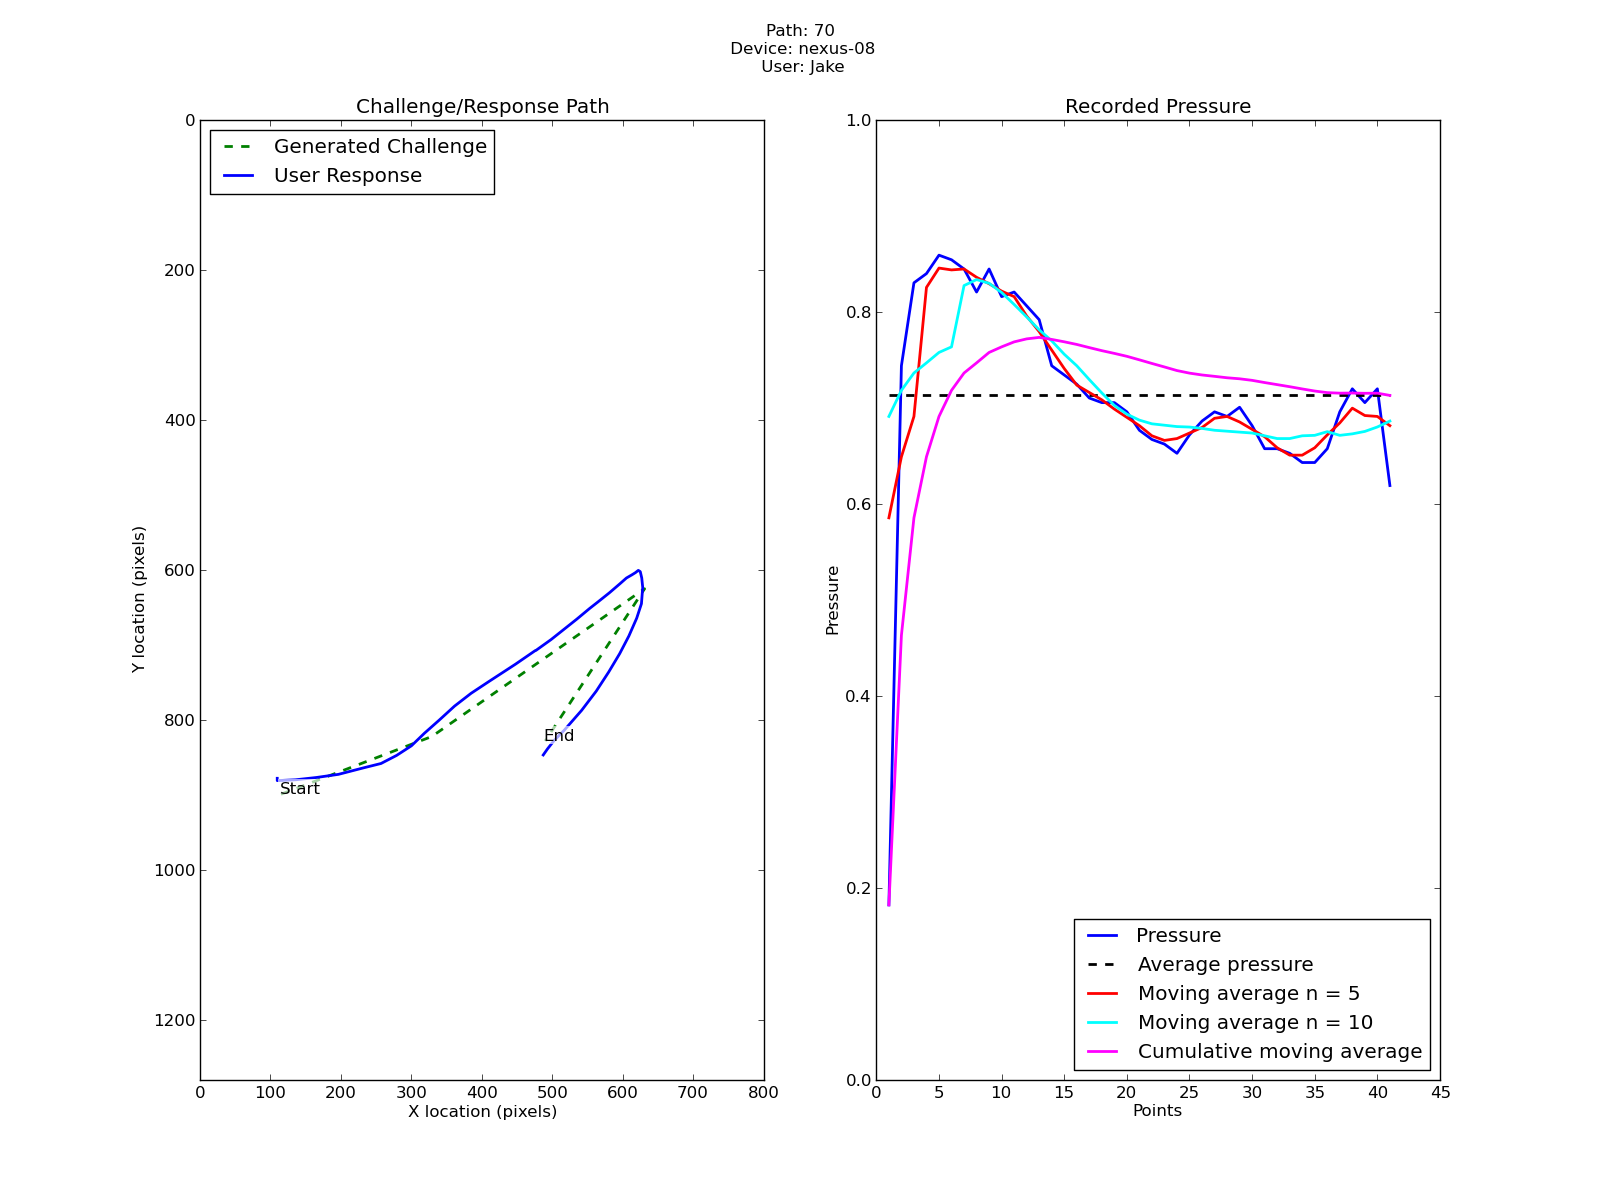 Path: 70
Device: nexus-08
User: Jake
Challenge/Response Path
Generated Challenge
User Response
0
200
400
600
800
1000
1200
Y location (pixels)
Start
End
0 100 200 300 400 500 600 700 800
X location (pixels)
Recorded Pressure
1.0
0.8
0.6
0.4
0.2
0.0
Pressure
Pressure
Average pressure
Moving average n = 5
Moving average n = 10
Cumulative moving average
0 5 10 15 20 25 30 35 40 45
Points